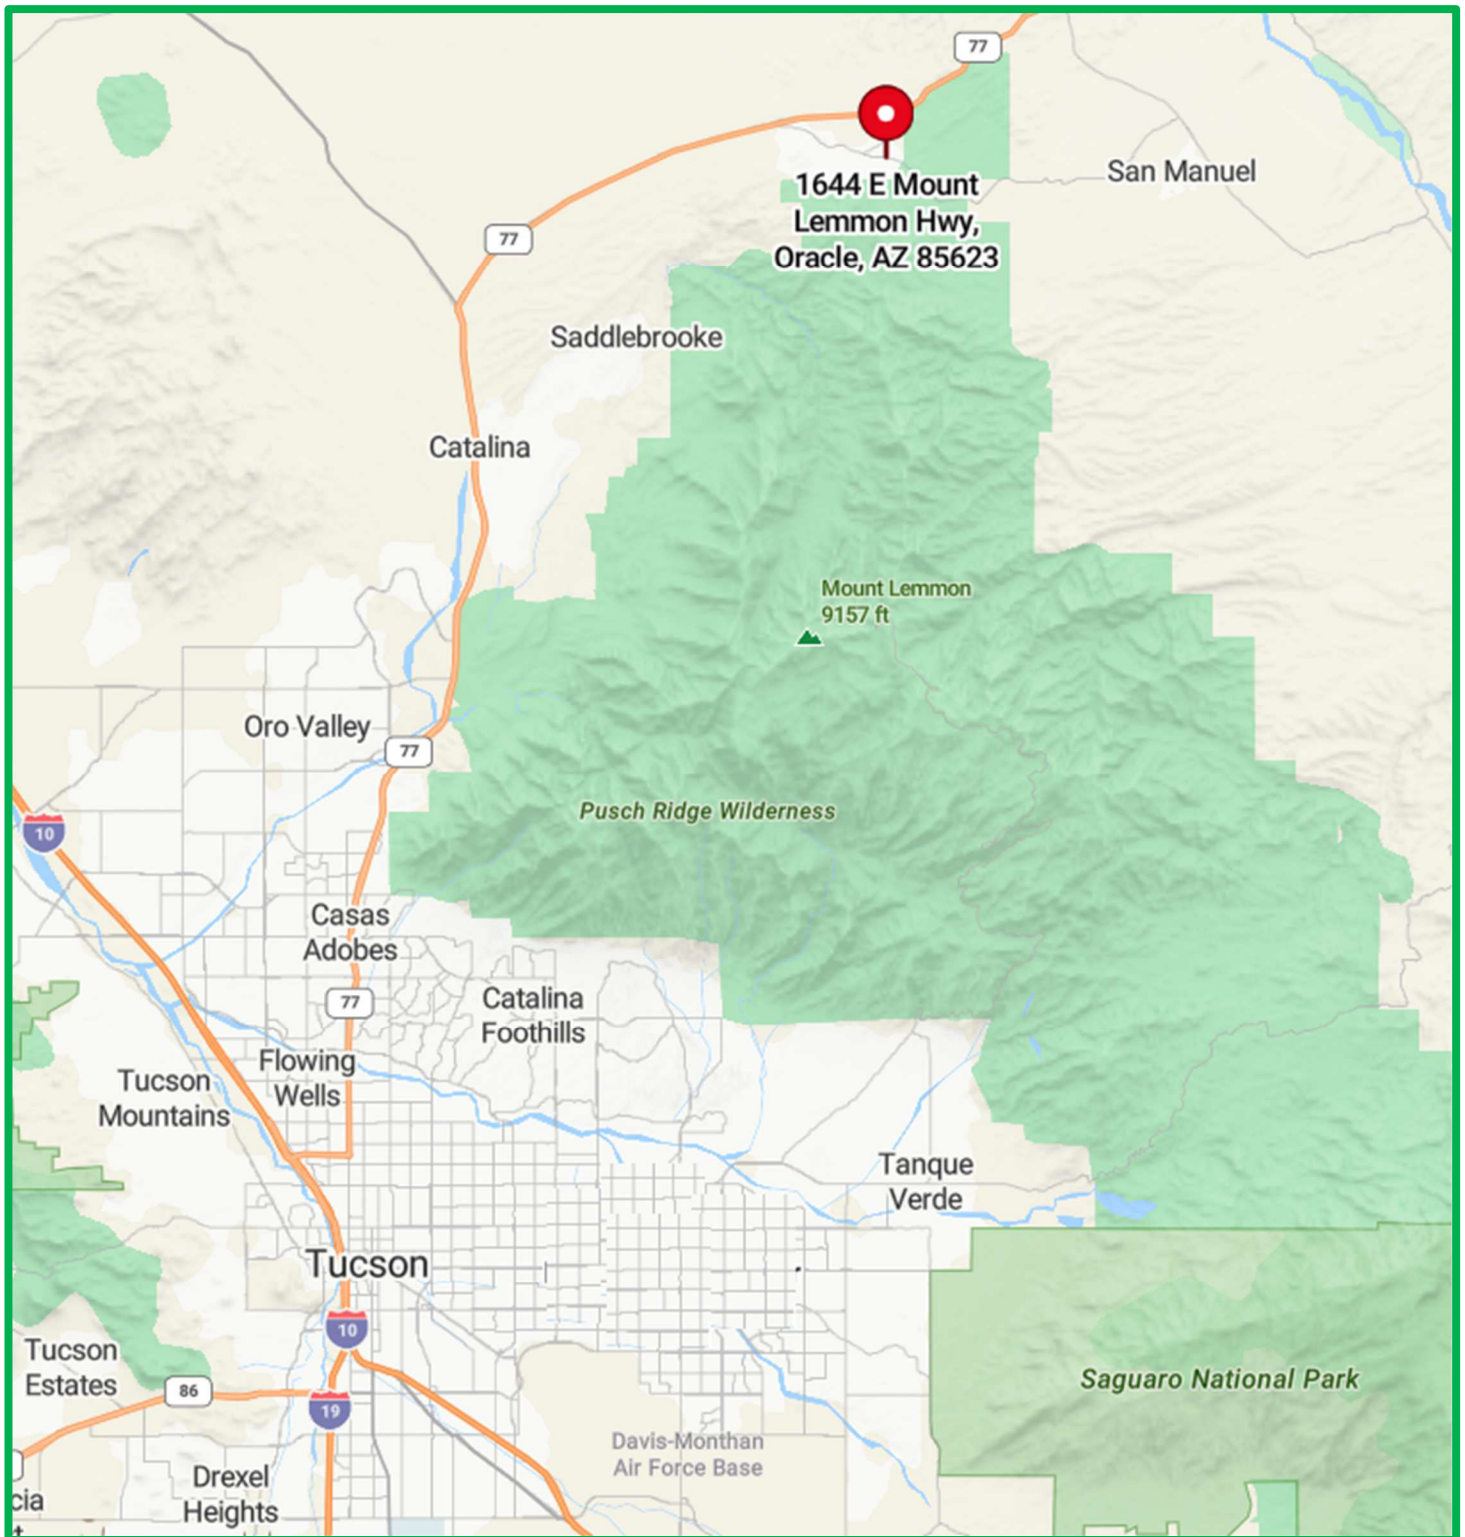 77
1644 E Mount
Lemmon Hwy,
Oracle, AZ 85623
San Manuel
77
Saddlebrooke
Catalina
Mount Lemmon
9157 ft
Oro Valley
77
Pusch Ridge Wilderness
10
Casas
Adobes
77
Catalina
Foothills
Flowing
Wells
Tucson
Mountains
Tanque
Verde
Tucson
10
Tucson
Estates
86
19
Saguaro National Park
Davis-Monthan
Air Force Base
Drexel
Heights
cia